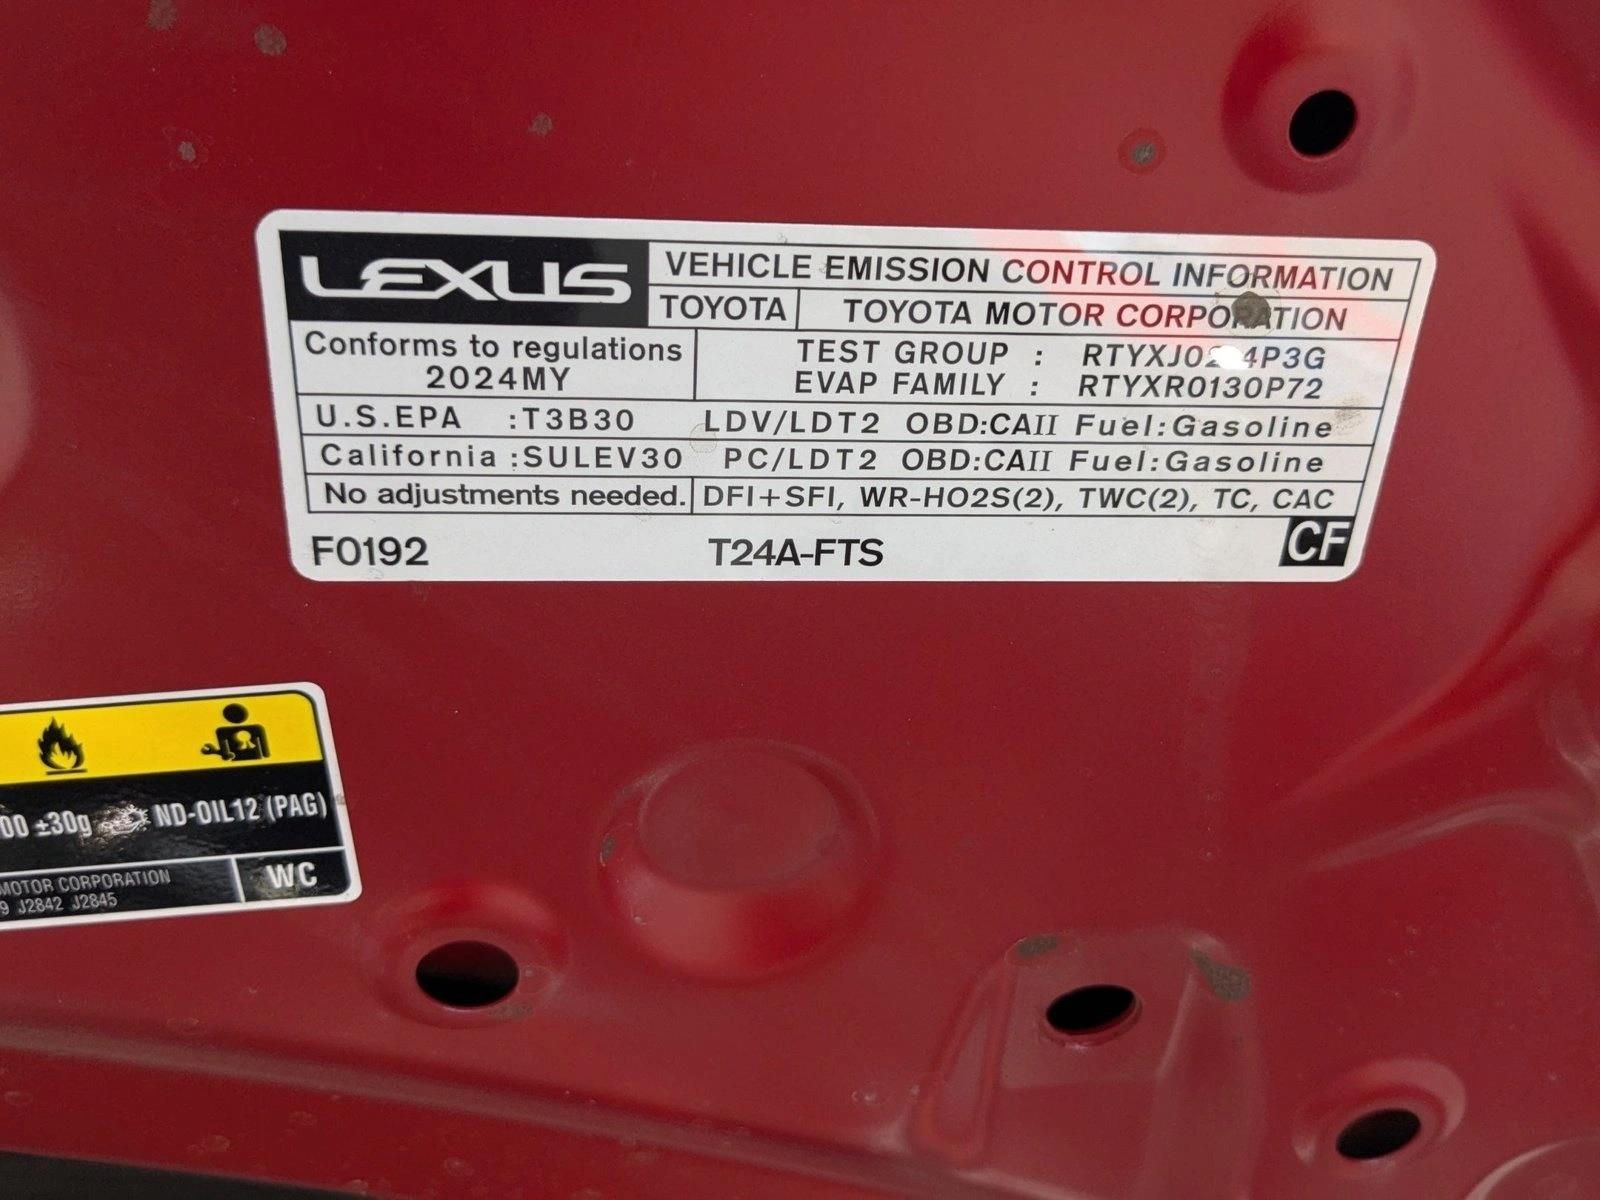 LEXUS
VEHICLE EMISSION CONTROL INFORMATION
TOYOTA TOYOTA MOTOR CORPORATION
Conforms to regulations
2024MY
TEST GROUP :
EVAP FAMILY : RTYXR0130P72
U.S.EPA :T3B30 LDV/LDT2 OBD:CAII Fuel:Gasoline
California :SULEV30 PC/LDT2 OBD:CAII Fuel:Gasoline
No adjustments needed. DFI+SFI, WR-HO2S(2), TWC(2), TC, CAC
F0192 T24A-FTS CF
00 ±30g ND-OIL12 (PAG)
MOTOR CORPORATION
9 J2842 J2845
WC